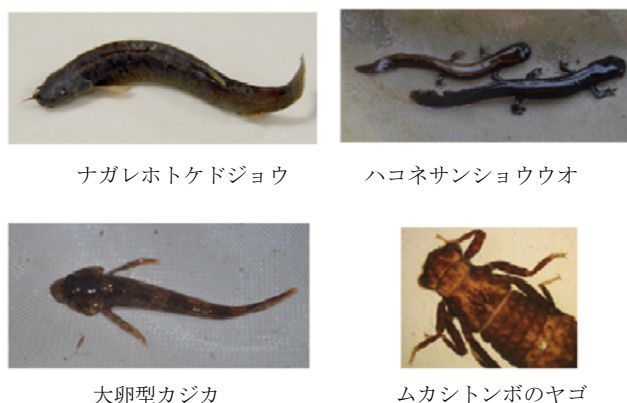 ナガレホトケドジョウ
ハコネサンショウウオ
大卵型カジカ
ムカシトンボのヤゴ